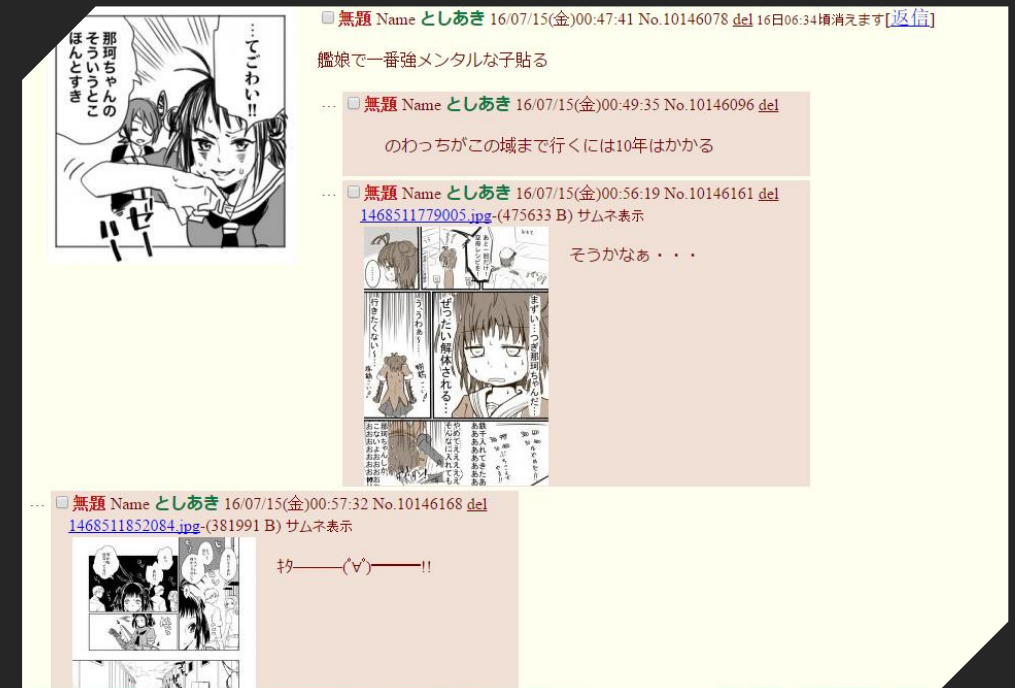 無題 Name としあき 16/07/15(金)00:47:41 No.10146078 del 16日06:34頃消えます[返信]
…てごわい!!
那珂ちゃんの
そういうとこ
ほんとすき
ゼー
艦娘で一番強メンタルな子貼る
… 無題 Name としあき 16/07/15(金)00:49:35 No.10146096 del
のわっちがこの域まで行くには10年はかかる
… 無題 Name としあき 16/07/15(金)00:56:19 No.10146161 del
1468511779005.jpg-(475633 B) サムネ表示
そうかなぁ・・・
まずい…つぎ那珂ちゃんだ…
ぜったい解体される…
う、うわぁ～…
行きたくない～…
… 無題 Name としあき 16/07/15(金)00:57:32 No.10146168 del
1468511852084.jpg-(381991 B) サムネ表示
ｷﾀ━━━(ﾟ∀ﾟ)━━━!!